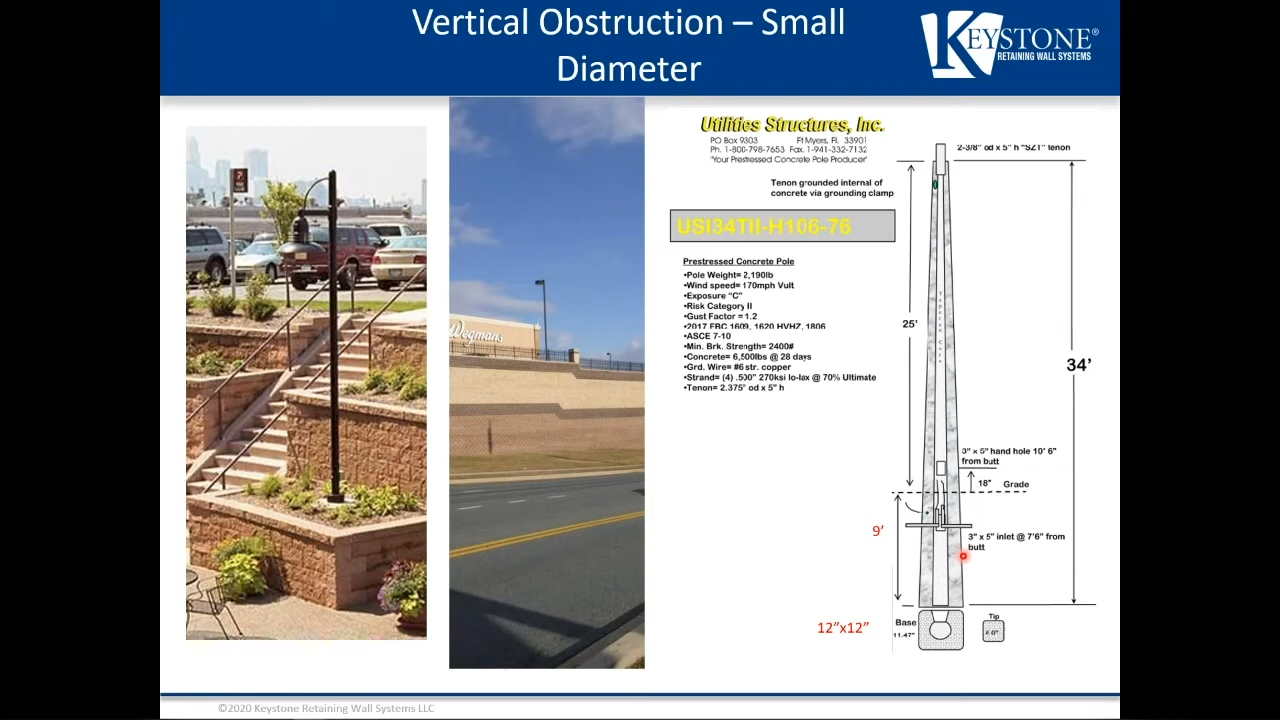 Vertical Obstruction – Small
Diameter
KEYSTONE®
RETAINING WALL SYSTEMS
Wegmans
Utilities Structures, Inc.
PO Box 9303 Ft Myers, Fl. 33901
Ph. 1-800-798-7653 Fax. 1-941-332-7132
"Your Prestressed Concrete Pole Producer"
2-3/8" od x 5" h "SZ1" tenon
Tenon grounded internal of
concrete via grounding clamp
USI34TII-H106-76
Prestressed Concrete Pole
•Pole Weight= 2,190lb
•Wind speed= 170mph Vult
•Exposure "C"
•Risk Category II
•Gust Factor = 1.2
•2017 FBC 1609, 1620 HVHZ, 1806
•ASCE 7-10
•Min. Brk. Strength= 2400#
•Concrete= 6,500lbs @ 28 days
•Grd. Wire= #6 str. copper
•Strand= (4) .500" 270ksi lo-lax @ 70% Ultimate
•Tenon= 2.375" od x 5" h
Tapered Core
25'
34'
3" x 5" hand hole 10' 6"
from butt
18"
Grade
9'
3" x 5" inlet @ 7'6" from
butt
12"x12"
Base
11.47"
Tip
©2020 Keystone Retaining Wall Systems LLC